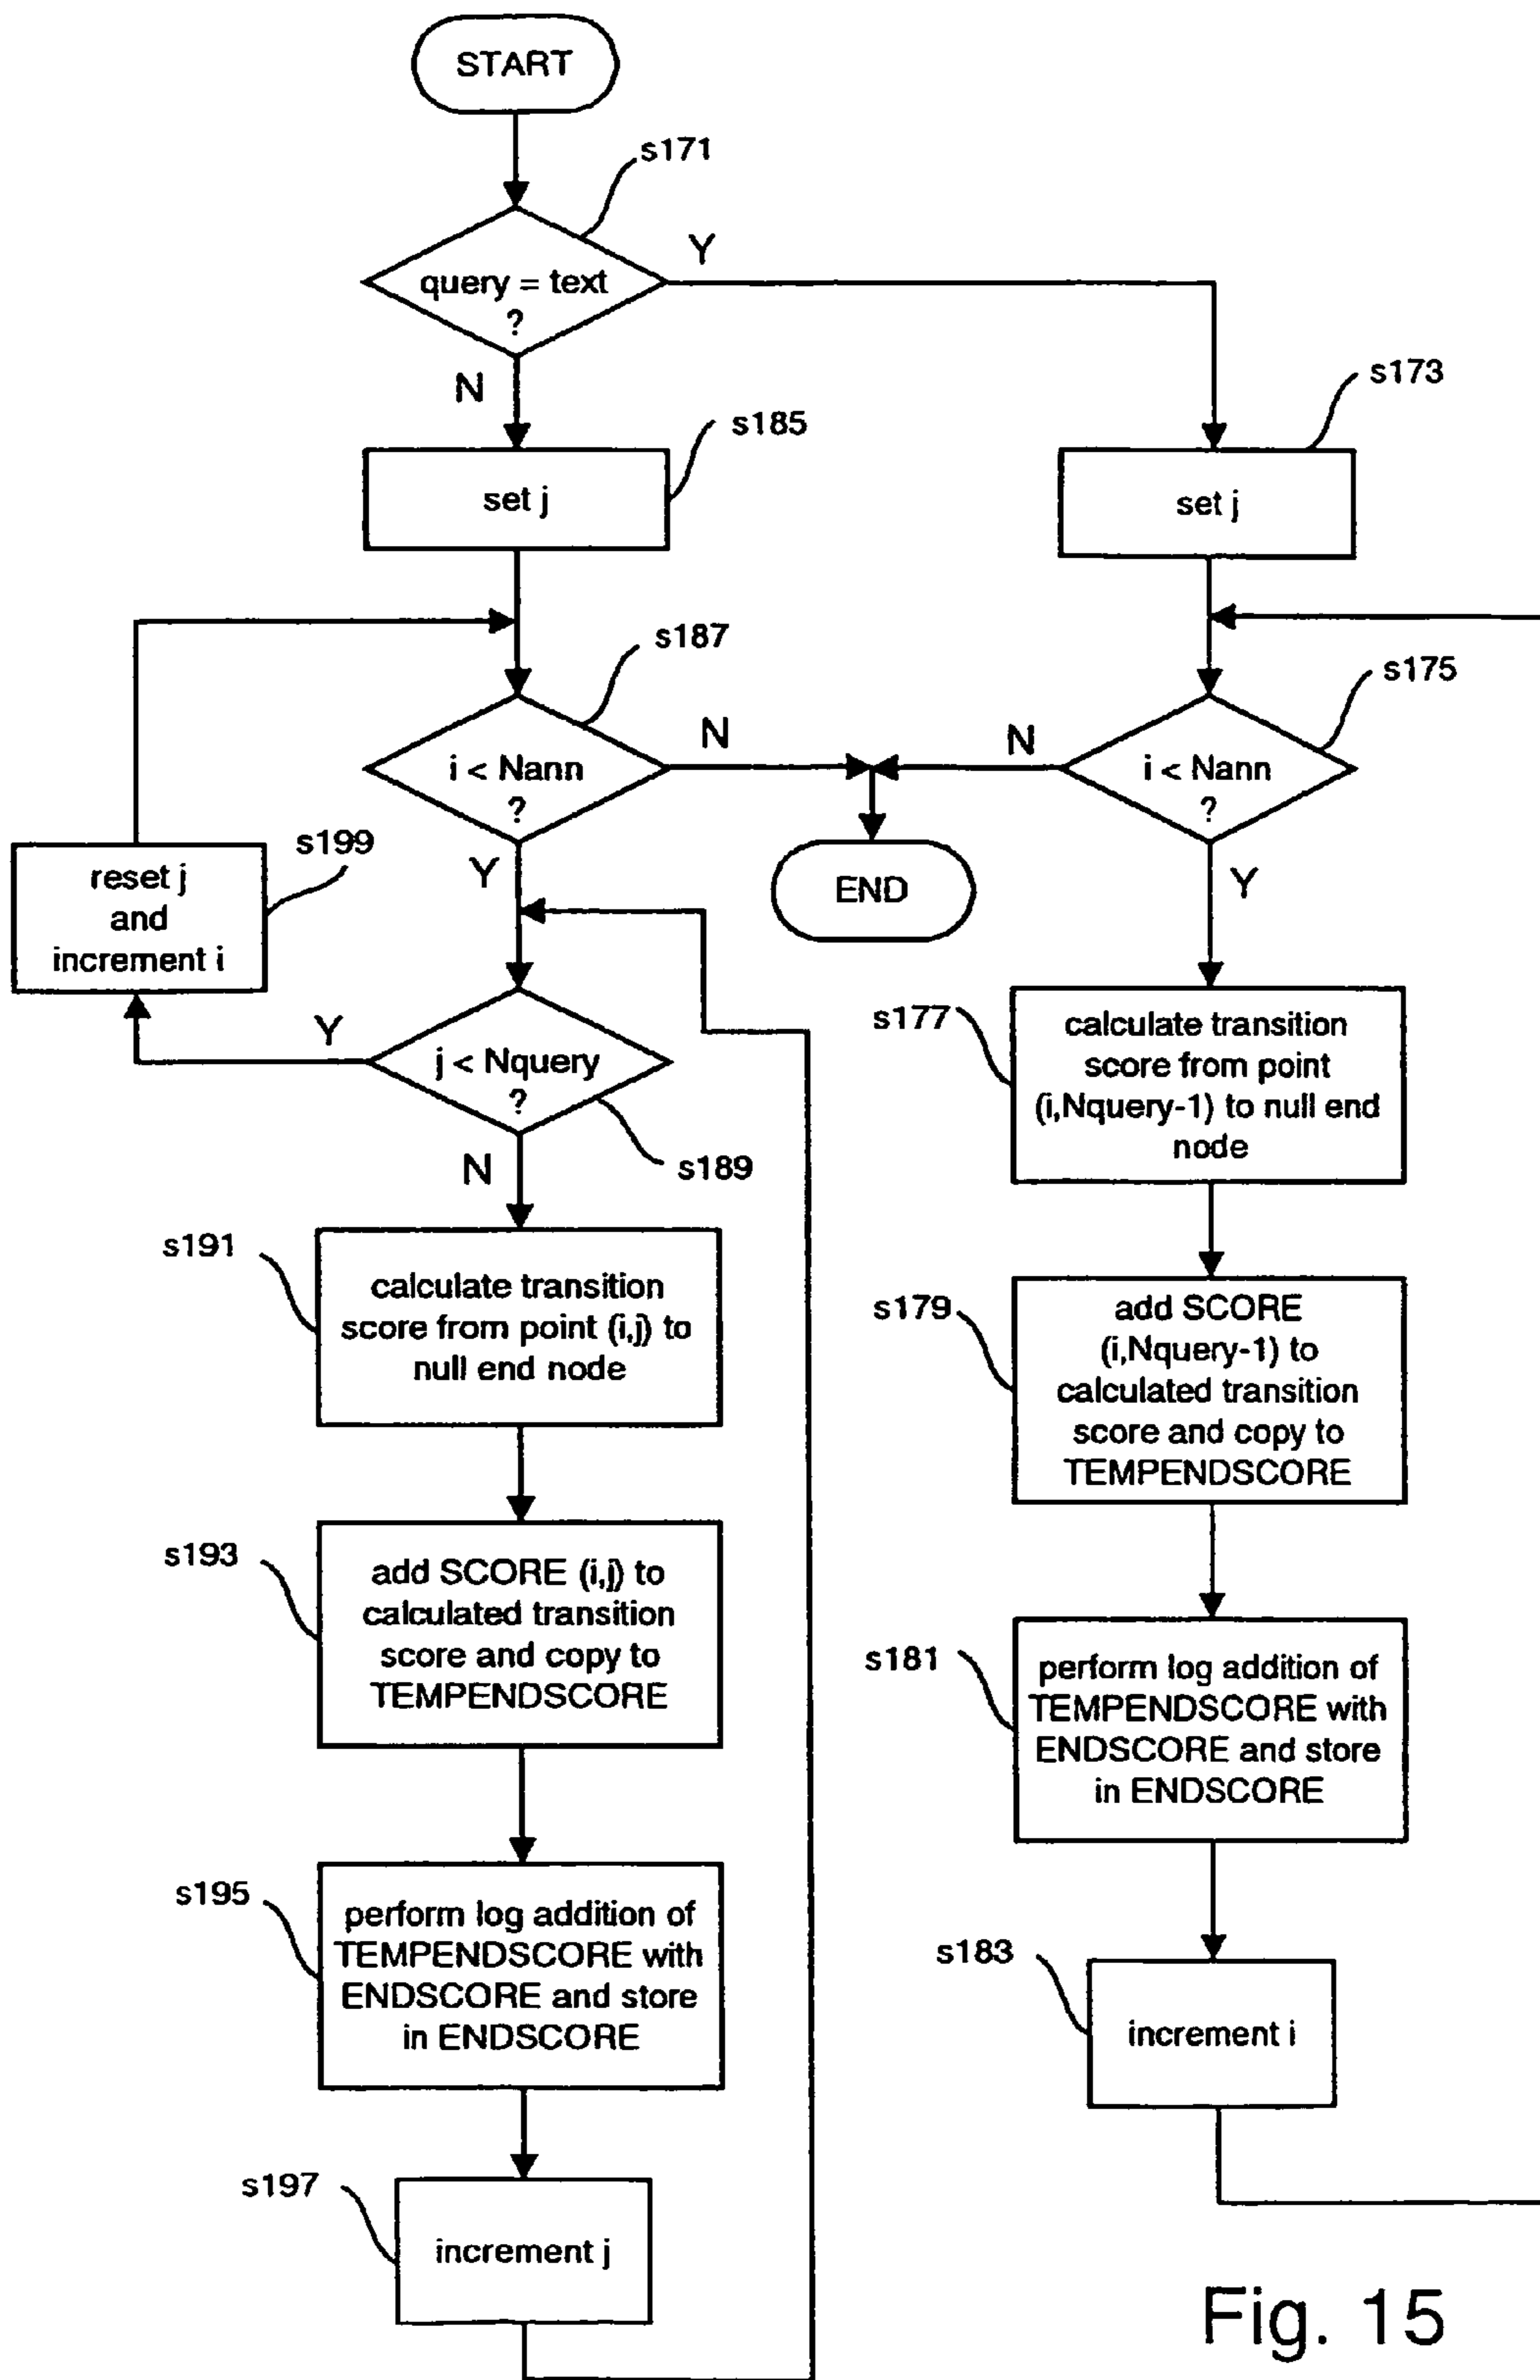 START
s171
query = text
?
Y
N
s173
s185
set j
set j
s187
s175
i < Nann
?
N
N
i < Nann
?
s199
reset j
and
increment i
Y
END
Y
Y
j < Nquery
?
s177
calculate transition
score from point
(i,Nquery-1) to null end
node
N
s189
s191
calculate transition
score from point (i,j) to
null end node
s179
add SCORE
(i,Nquery-1) to
calculated transition
score and copy to
TEMPENDSCORE
s193
add SCORE (i,j) to
calculated transition
score and copy to
TEMPENDSCORE
s181
perform log addition of
TEMPENDSCORE with
ENDSCORE and store
in ENDSCORE
s195
perform log addition of
TEMPENDSCORE with
ENDSCORE and store
in ENDSCORE
s183
increment i
s197
increment j
Fig. 15